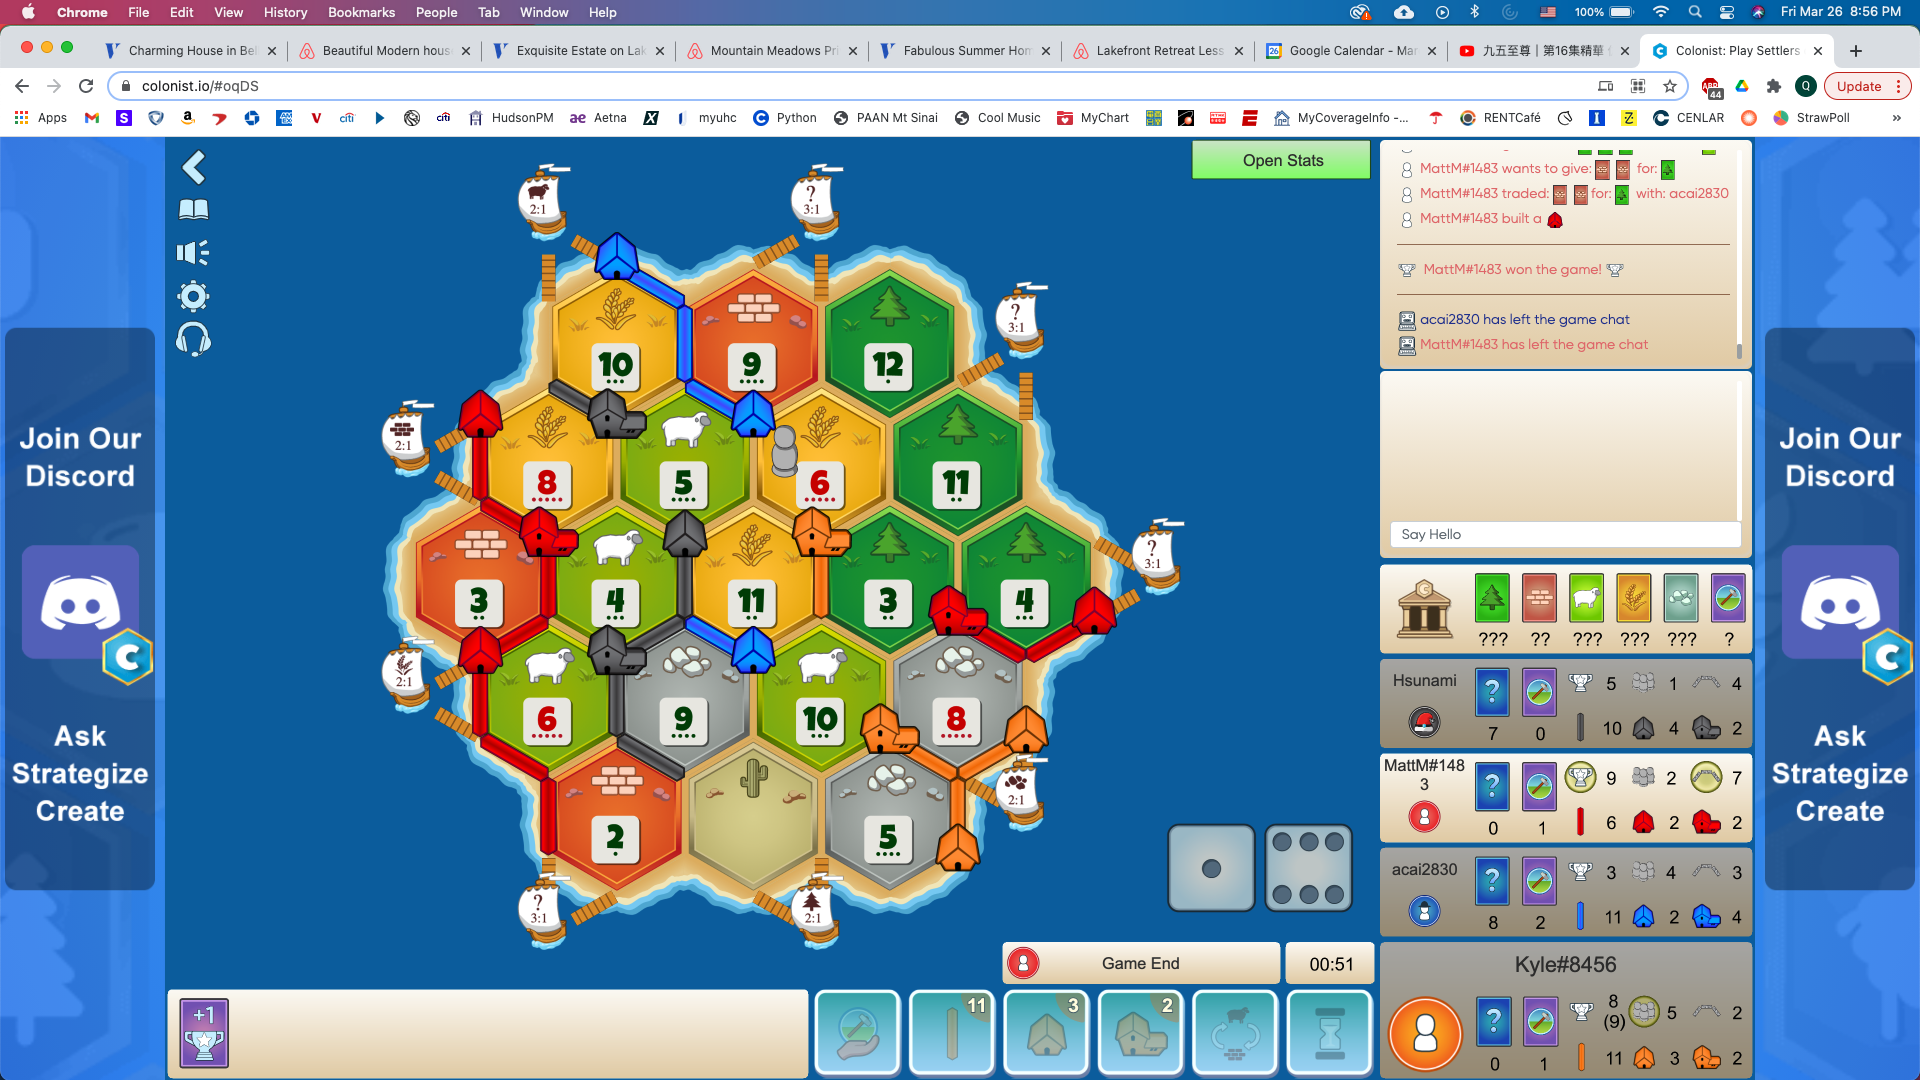 Chrome File Edit View History Bookmarks People Tab Window Help
100% Fri Mar 26 8:56 PM
Charming House in Bel
Beautiful Modern hous
Exquisite Estate on Lak
Mountain Meadows Pri
Fabulous Summer Hom
Lakefront Retreat Less
26 Google Calendar - Mar
九五至尊 | 第16集精華
Colonist: Play Settlers
colonist.io/#oqDS
44
Q
Update
Apps
HudsonPM
ae Aetna
myuhc
Python
PAAN Mt Sinai
Cool Music
MyChart
MyCoverageInfo -...
RENTCafé
CENLAR
StrawPoll
»
Join Our
Discord
Ask
Strategize
Create
Open Stats
2:1
?
3:1
?
3:1
10
9
12
2:1
8
5
6
11
?
3:1
3
4
11
3
4
2:1
6
9
10
8
2:1
2
5
?
3:1
2:1
MattM#1483 wants to give: for:
MattM#1483 traded: for: with: acai2830
MattM#1483 built a
MattM#1483 won the game!
acai2830 has left the game chat
MattM#1483 has left the game chat
Say Hello
??? ?? ??? ??? ??? ?
Hsunami
? 5 1 4
7 0 10 4 2
MattM#148
3
? 9 2 7
0 1 6 2 2
acai2830
? 3 4 3
8 2 11 2 4
Kyle#8456
? 8 (9) 5 2
0 1 11 3 2
Game End
00:51
+1
11
3
2
Join Our
Discord
Ask
Strategize
Create